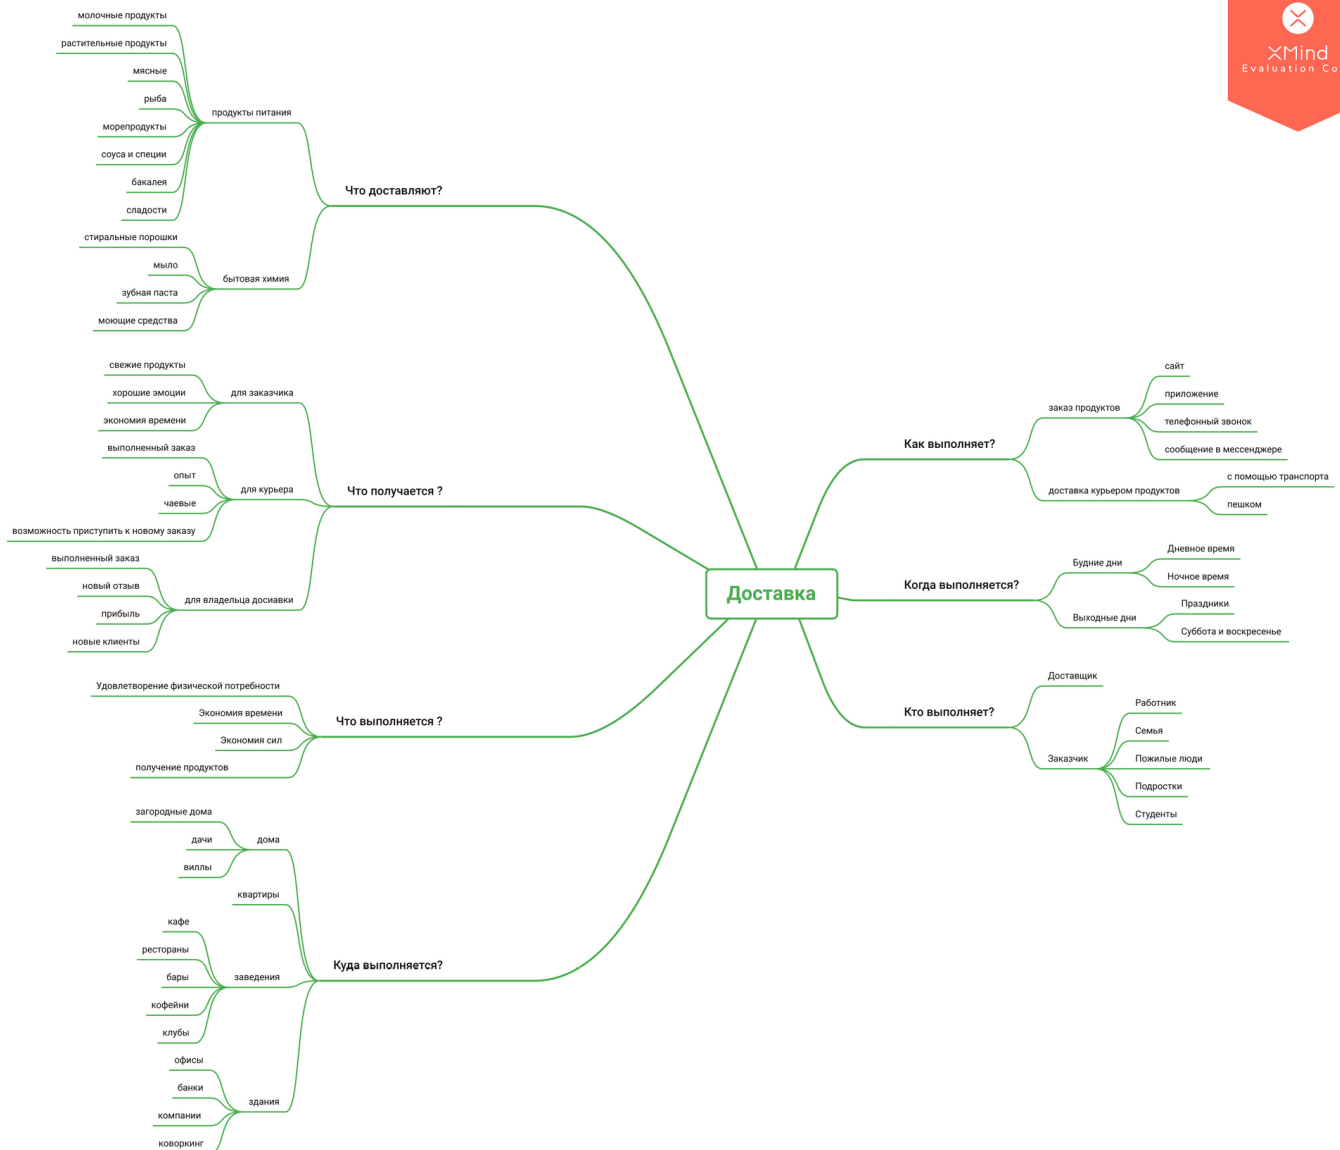 XMind
Evaluation Co
Доставка
Что доставляют?
продукты питания
молочные продукты
растительные продукты
мясные
рыба
морепродукты
соуса и специи
бакалея
сладости
бытовая химия
стиральные порошки
мыло
зубная паста
моющие средства
Что получается ?
для заказчика
свежие продукты
хорошие эмоции
экономия времени
для курьера
выполненный заказ
опыт
чаевые
возможность приступить к новому заказу
для владельца досиавки
выполненный заказ
новый отзыв
прибыль
новые клиенты
Что выполняется ?
Удовлетворение физической потребности
Экономия времени
Экономия сил
получение продуктов
Куда выполняется?
дома
загородные дома
дачи
виллы
квартиры
заведения
кафе
рестораны
бары
кофейни
клубы
здания
офисы
банки
компании
коворкинг
Как выполняет?
заказ продуктов
сайт
приложение
телефонный звонок
сообщение в мессенджере
доставка курьером продуктов
с помощью транспорта
пешком
Когда выполняется?
Будние дни
Дневное время
Ночное время
Выходные дни
Праздники
Суббота и воскресенье
Кто выполняет?
Доставщик
Заказчик
Работник
Семья
Пожилые люди
Подростки
Студенты